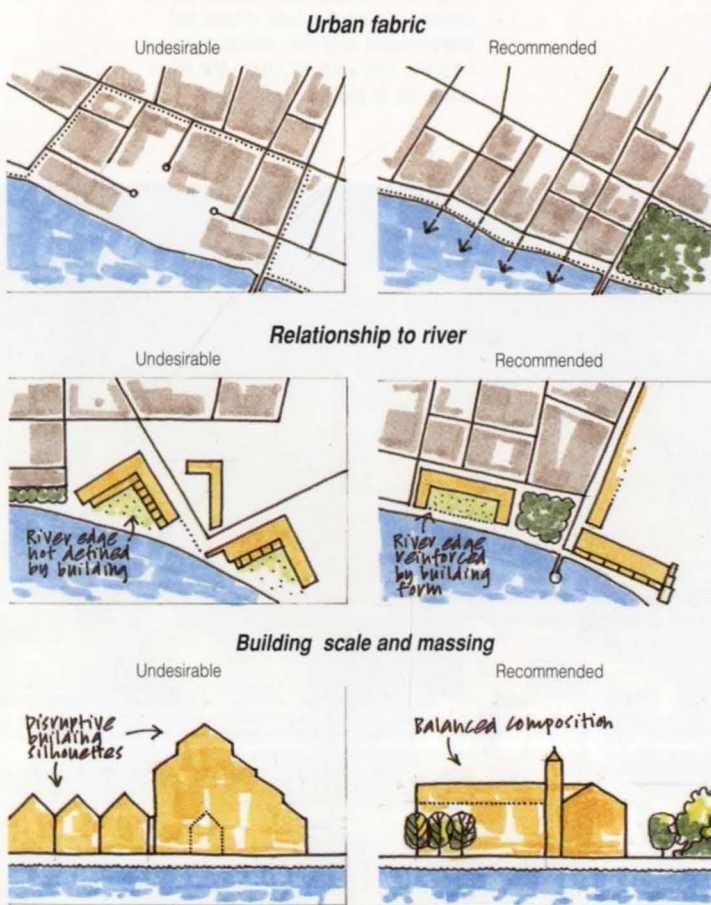 Urban fabric
Undesirable
Recommended
Relationship to river
Undesirable
Recommended
River edge
not defined
by building
River edge
reinforced
by building
form
Building scale and massing
Undesirable
Recommended
Disruptive
building
silhouettes
Balanced composition